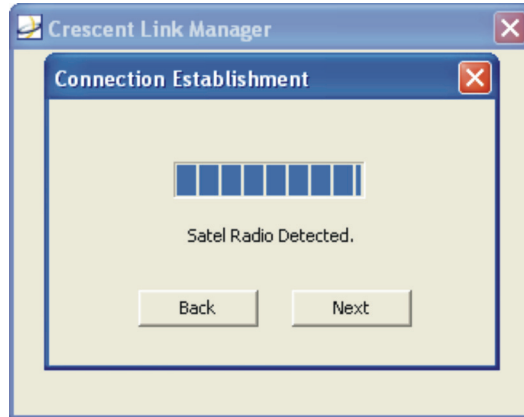 Crescent Link Manager
Connection Establishment
Satel Radio Detected.
Back Next